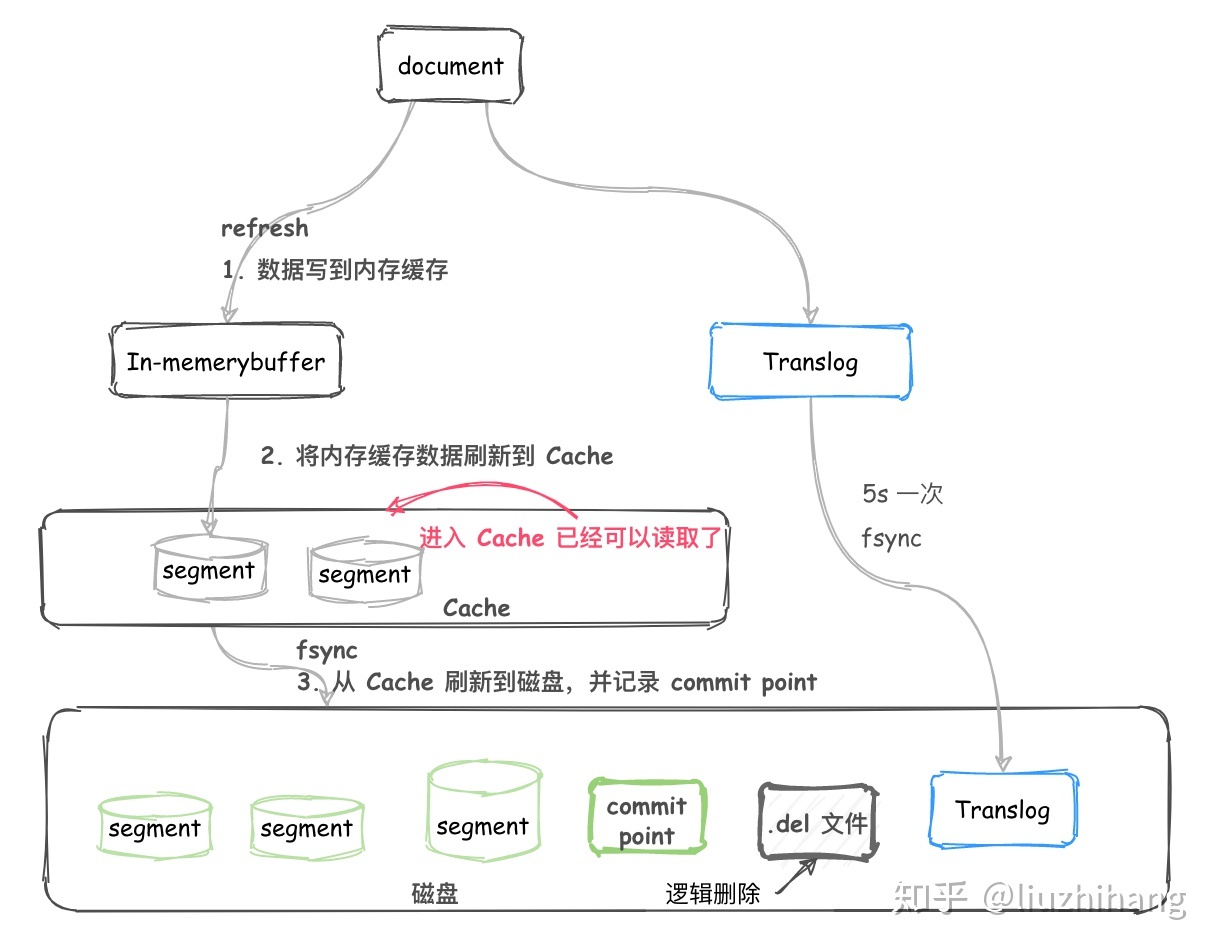 document
refresh
1. 数据写到内存缓存
In-memerybuffer
Translog
2. 将内存缓存数据刷新到 Cache
5s 一次
fsync
进入 Cache 已经可以读取了
segment
segment
Cache
fsync
3. 从 Cache 刷新到磁盘，并记录 commit point
segment
segment
segment
commit
point
.del 文件
Translog
磁盘
逻辑删除
知乎 @liuzhihang